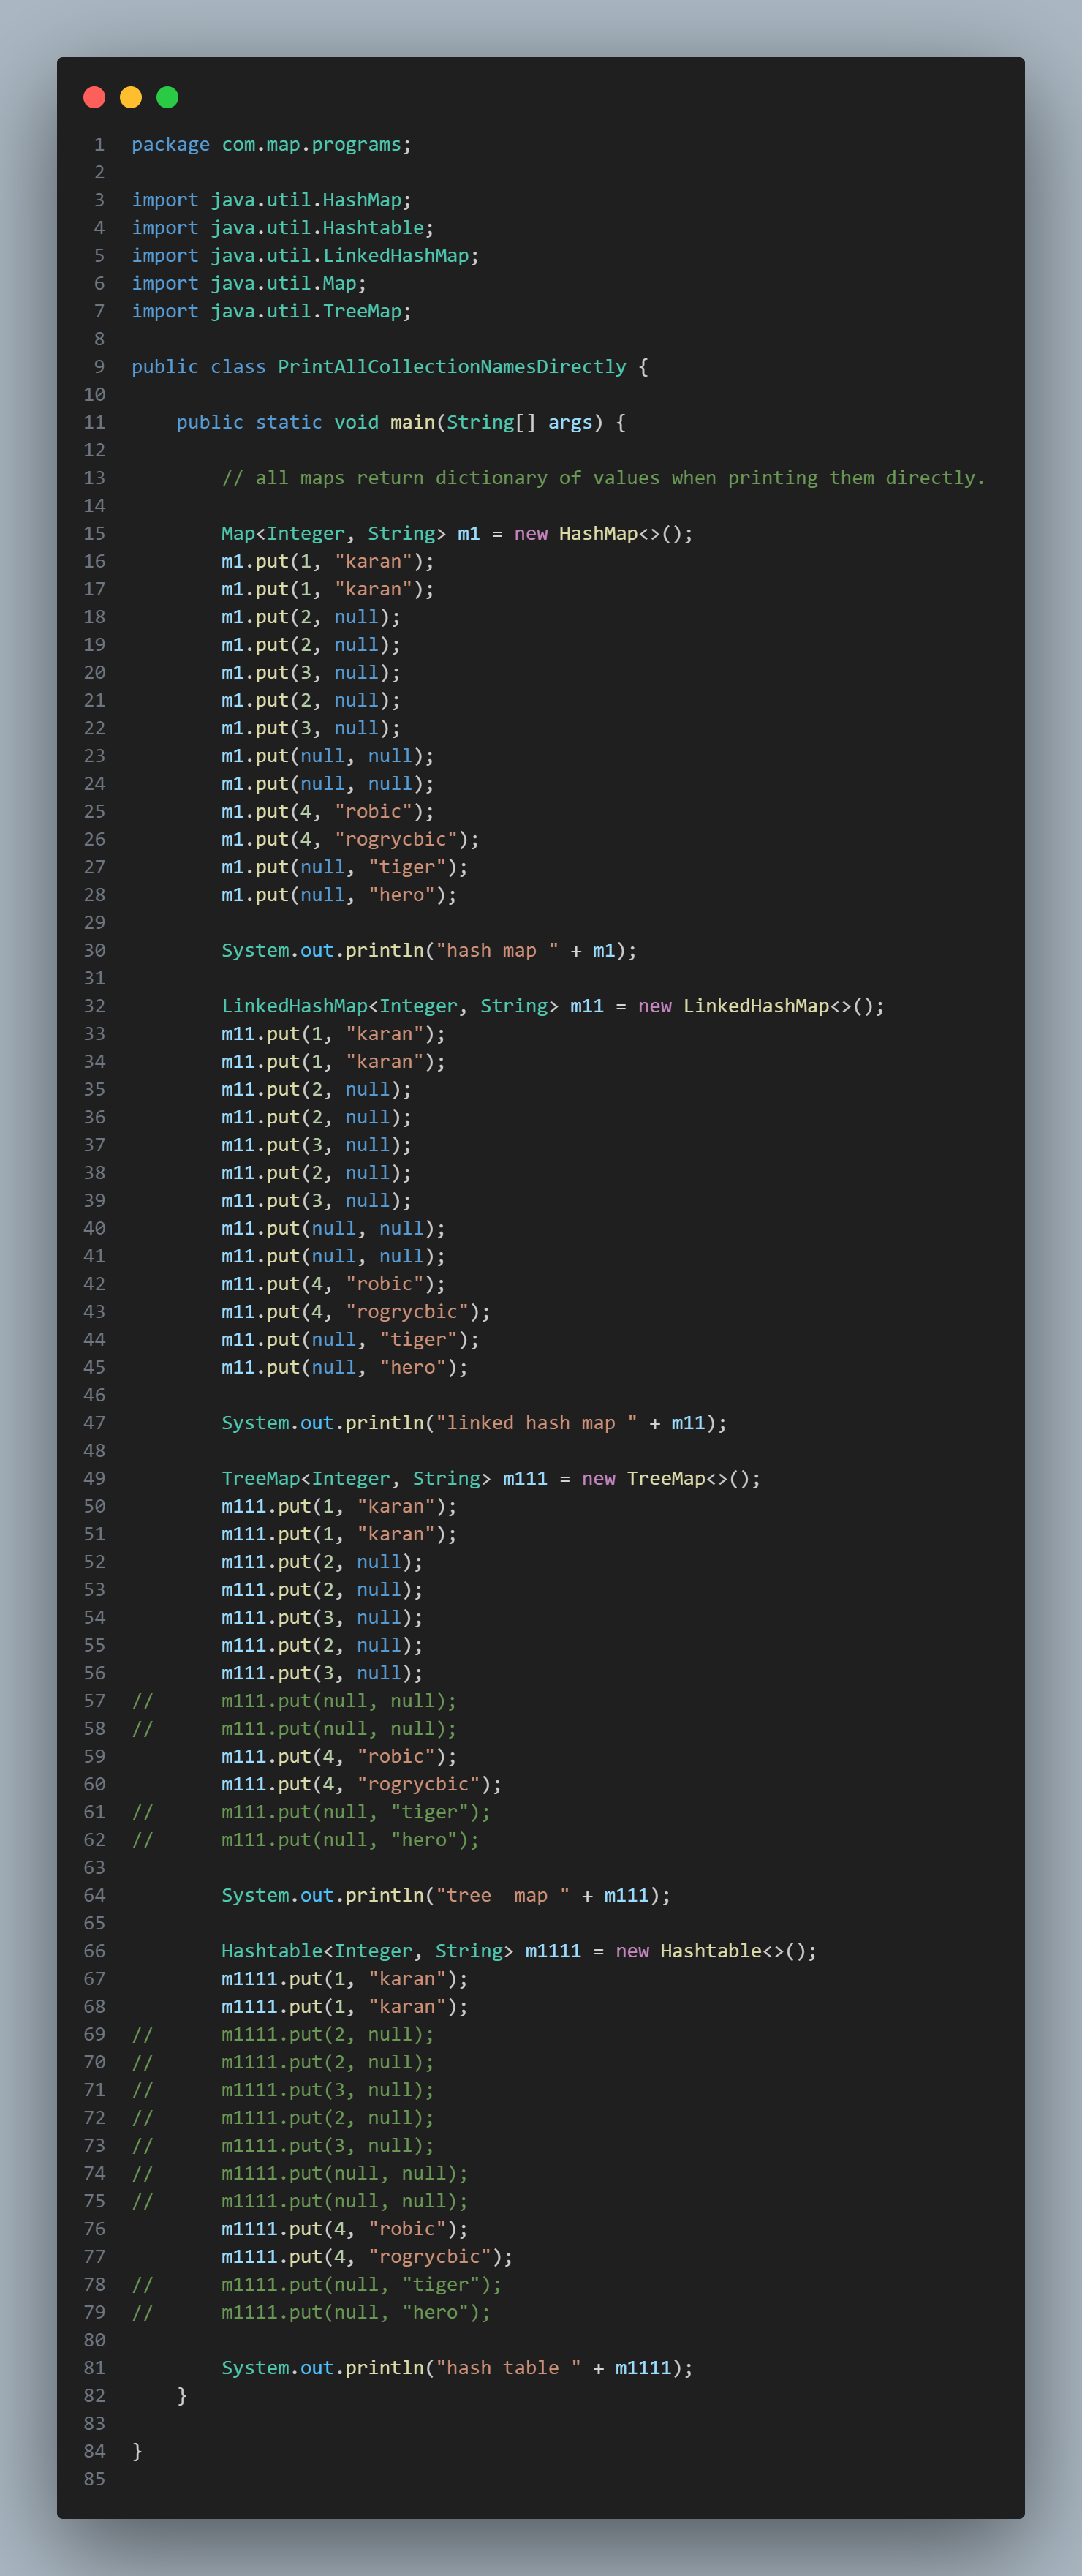 1 package com.map.programs;
2
3 import java.util.HashMap;
4 import java.util.Hashtable;
5 import java.util.LinkedHashMap;
6 import java.util.Map;
7 import java.util.TreeMap;
8
9 public class PrintAllCollectionNamesDirectly {
10
11     public static void main(String[] args) {
12
13         // all maps return dictionary of values when printing them directly.
14
15         Map<Integer, String> m1 = new HashMap<>();
16         m1.put(1, "karan");
17         m1.put(1, "karan");
18         m1.put(2, null);
19         m1.put(2, null);
20         m1.put(3, null);
21         m1.put(2, null);
22         m1.put(3, null);
23         m1.put(null, null);
24         m1.put(null, null);
25         m1.put(4, "robic");
26         m1.put(4, "rogrycbic");
27         m1.put(null, "tiger");
28         m1.put(null, "hero");
29
30         System.out.println("hash map " + m1);
31
32         LinkedHashMap<Integer, String> m11 = new LinkedHashMap<>();
33         m11.put(1, "karan");
34         m11.put(1, "karan");
35         m11.put(2, null);
36         m11.put(2, null);
37         m11.put(3, null);
38         m11.put(2, null);
39         m11.put(3, null);
40         m11.put(null, null);
41         m11.put(null, null);
42         m11.put(4, "robic");
43         m11.put(4, "rogrycbic");
44         m11.put(null, "tiger");
45         m11.put(null, "hero");
46
47         System.out.println("linked hash map " + m11);
48
49         TreeMap<Integer, String> m111 = new TreeMap<>();
50         m111.put(1, "karan");
51         m111.put(1, "karan");
52         m111.put(2, null);
53         m111.put(2, null);
54         m111.put(3, null);
55         m111.put(2, null);
56         m111.put(3, null);
57 //      m111.put(null, null);
58 //      m111.put(null, null);
59         m111.put(4, "robic");
60         m111.put(4, "rogrycbic");
61 //      m111.put(null, "tiger");
62 //      m111.put(null, "hero");
63
64         System.out.println("tree  map " + m111);
65
66         Hashtable<Integer, String> m1111 = new Hashtable<>();
67         m1111.put(1, "karan");
68         m1111.put(1, "karan");
69 //      m1111.put(2, null);
70 //      m1111.put(2, null);
71 //      m1111.put(3, null);
72 //      m1111.put(2, null);
73 //      m1111.put(3, null);
74 //      m1111.put(null, null);
75 //      m1111.put(null, null);
76         m1111.put(4, "robic");
77         m1111.put(4, "rogrycbic");
78 //      m1111.put(null, "tiger");
79 //      m1111.put(null, "hero");
80
81         System.out.println("hash table " + m1111);
82     }
83
84 }
85